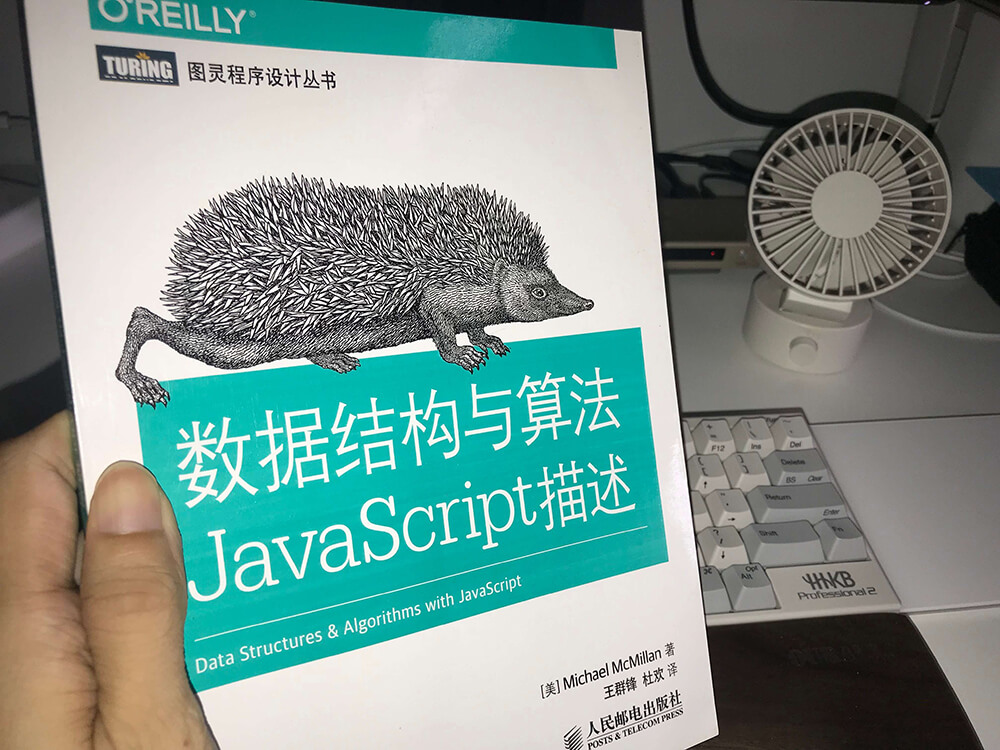 O'REILLY®
TURING 图灵程序设计丛书
数据结构与算法
JavaScript描述
Data Structures & Algorithms with JavaScript
[美] Michael McMillan 著
王群锋 杜欢 译
人民邮电出版社
POSTS & TELECOM PRESS
F12
Ins
Del
Delete
BS Clear
Return
Enter
Shift
Fn
Opt
Alt
HHKB
Professional 2